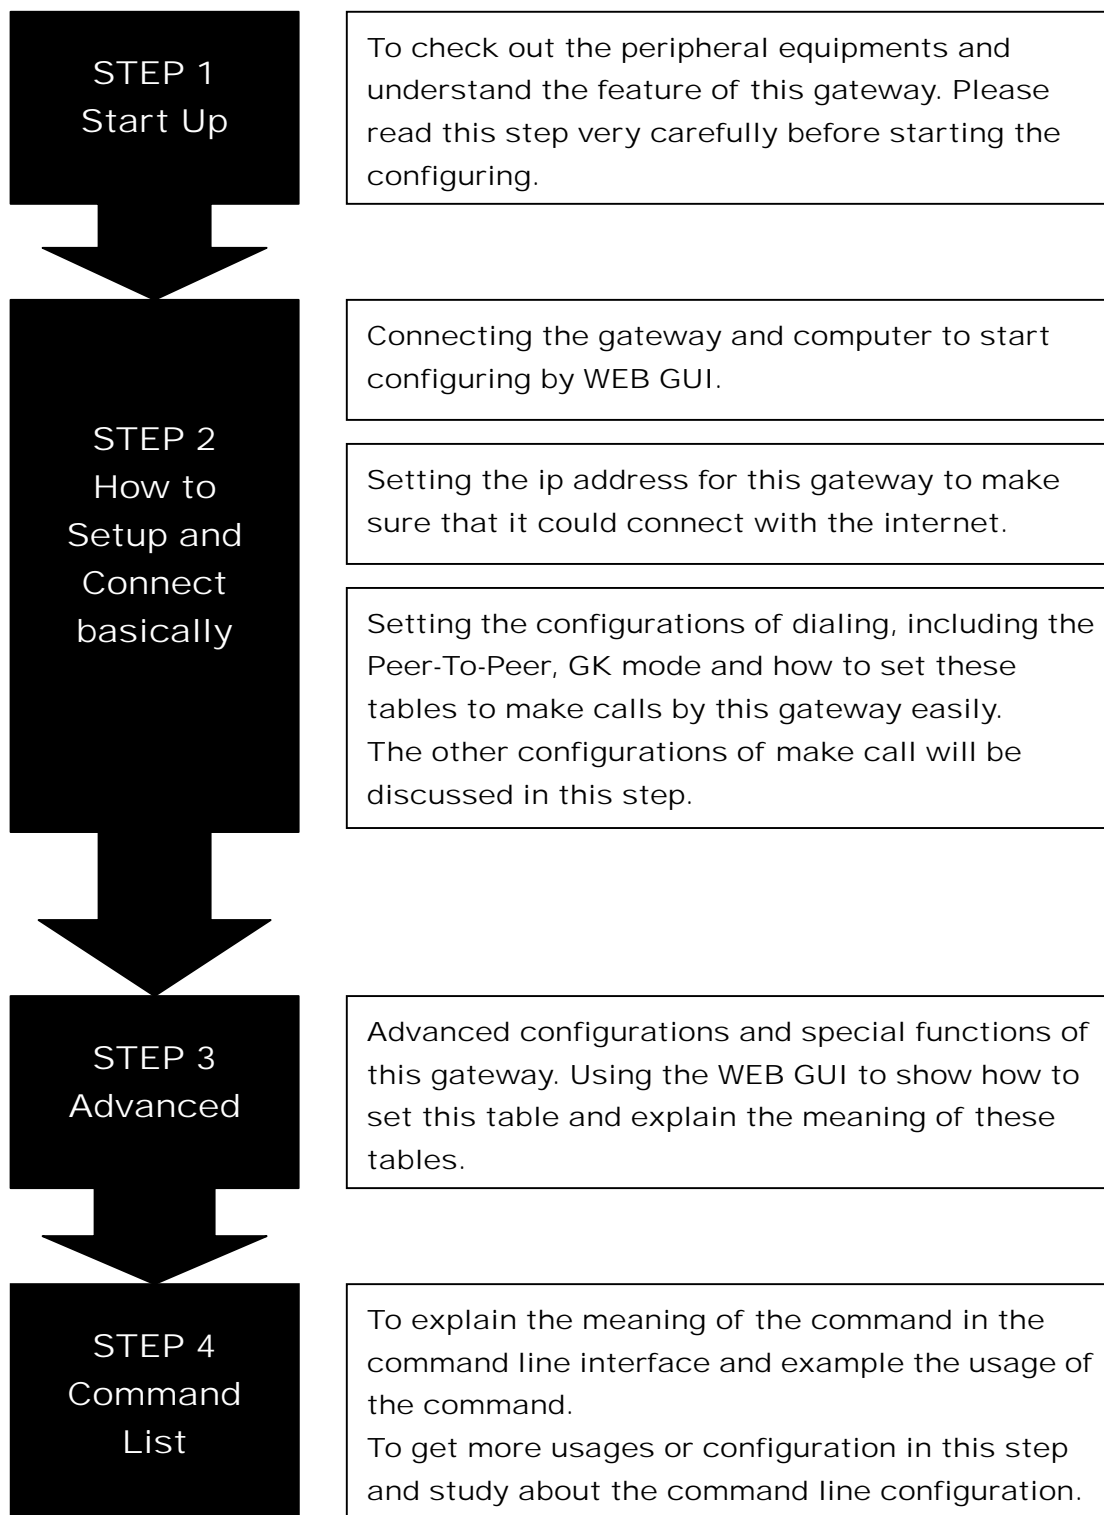 STEP 1
Start Up
To check out the peripheral equipments and
understand the feature of this gateway. Please
read this step very carefully before starting the
configuring.
STEP 2
How to
Setup and
Connect
basically
Connecting the gateway and computer to start
configuring by WEB GUI.
Setting the ip address for this gateway to make
sure that it could connect with the internet.
Setting the configurations of dialing, including the
Peer-To-Peer, GK mode and how to set these
tables to make calls by this gateway easily.
The other configurations of make call will be
discussed in this step.
STEP 3
Advanced
Advanced configurations and special functions of
this gateway. Using the WEB GUI to show how to
set this table and explain the meaning of these
tables.
STEP 4
Command
List
To explain the meaning of the command in the
command line interface and example the usage of
the command.
To get more usages or configuration in this step
and study about the command line configuration.